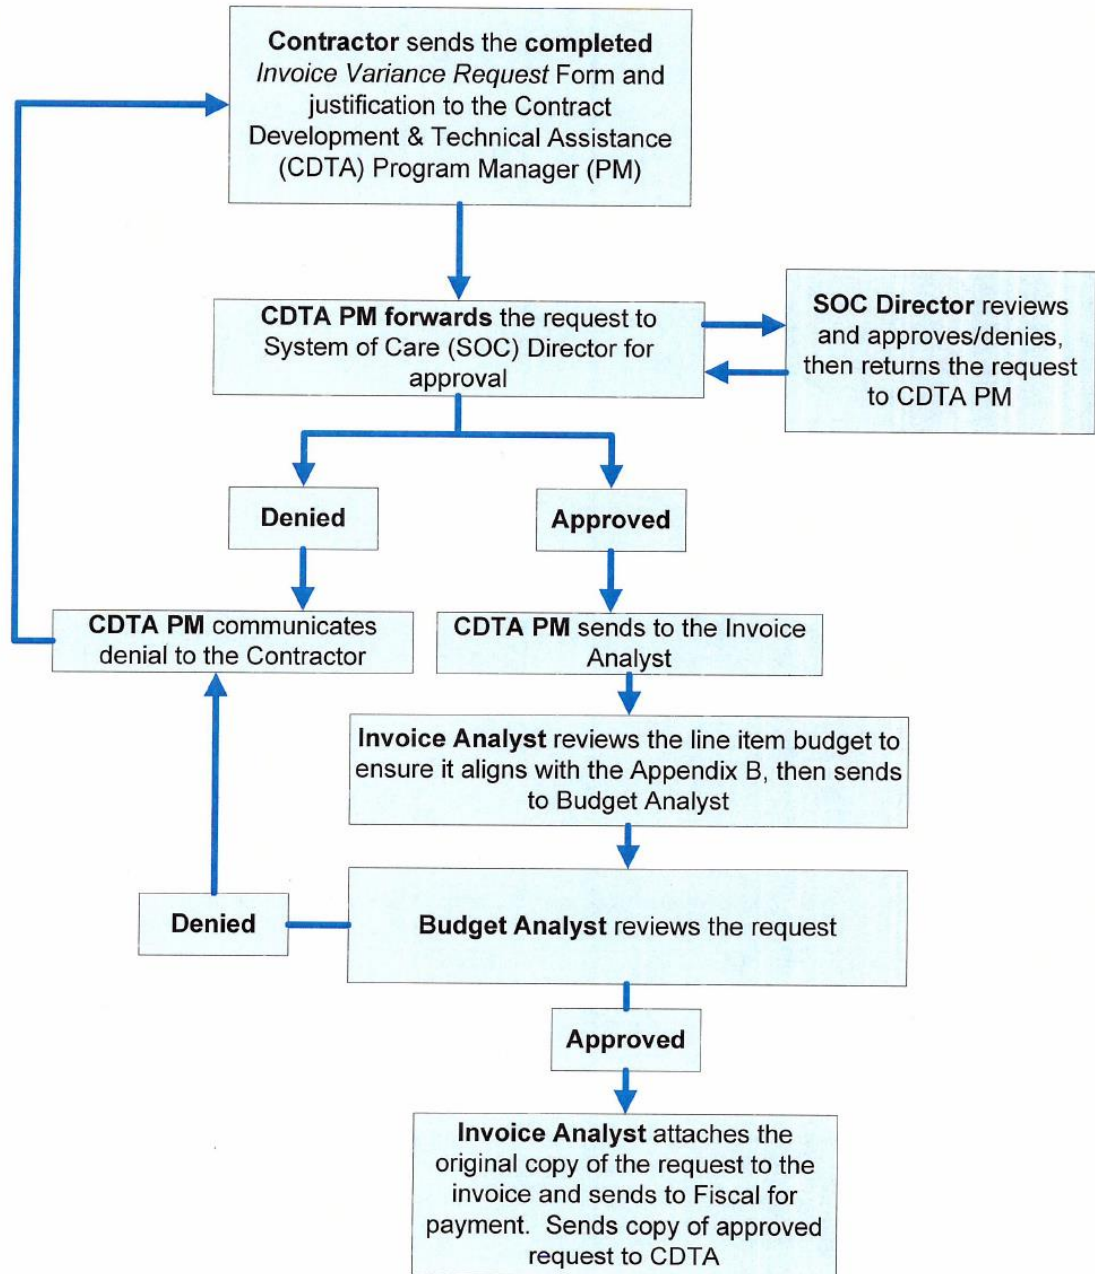 Contractor sends the completed
Invoice Variance Request Form and
justification to the Contract
Development & Technical Assistance
(CDTA) Program Manager (PM)
CDTA PM forwards the request to
System of Care (SOC) Director for
approval
SOC Director reviews
and approves/denies,
then returns the request
to CDTA PM
Denied
Approved
CDTA PM communicates
denial to the Contractor
CDTA PM sends to the Invoice
Analyst
Invoice Analyst reviews the line item budget to
ensure it aligns with the Appendix B, then sends
to Budget Analyst
Denied
Budget Analyst reviews the request
Approved
Invoice Analyst attaches the
original copy of the request to the
invoice and sends to Fiscal for
payment.  Sends copy of approved
request to CDTA